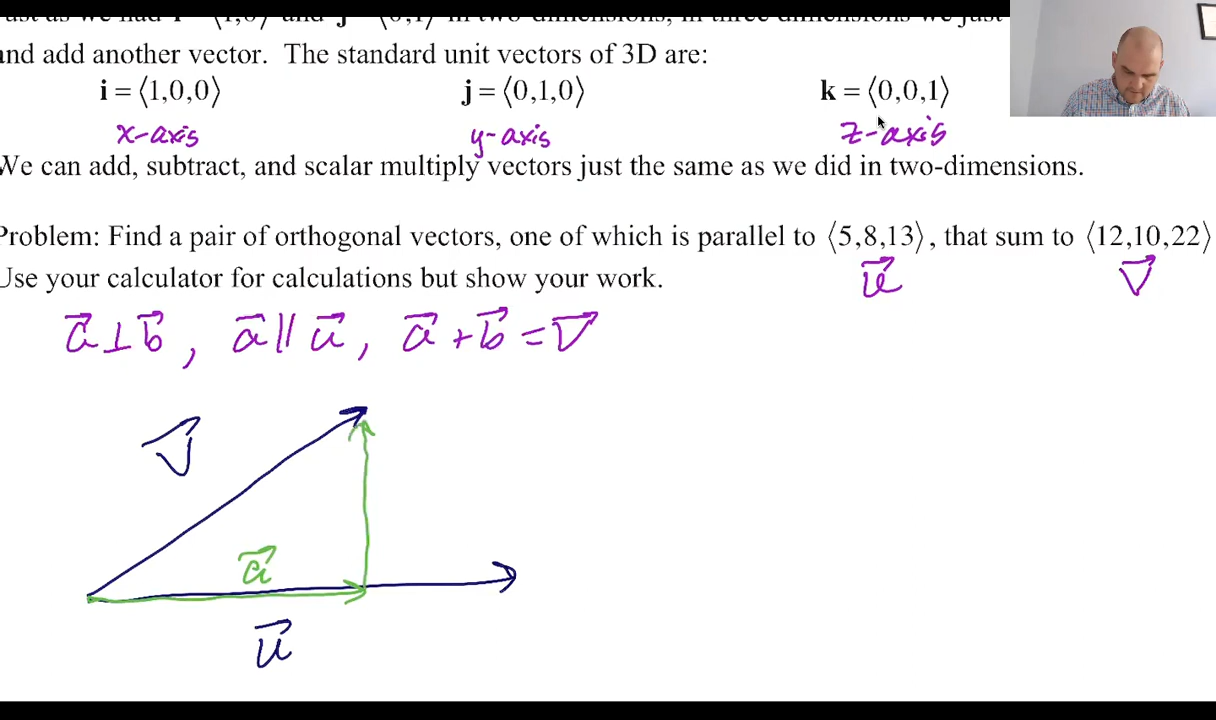 and add another vector. The standard unit vectors of 3D are:
i = ⟨1,0,0⟩ j = ⟨0,1,0⟩ k = ⟨0,0,1⟩
x-axis y-axis z-axis
We can add, subtract, and scalar multiply vectors just the same as we did in two-dimensions.
Problem: Find a pair of orthogonal vectors, one of which is parallel to ⟨5,8,13⟩, that sum to ⟨12,10,22⟩
u⃗ v⃗
Use your calculator for calculations but show your work.
a⃗ ⊥ b⃗, a⃗ ∥ u⃗, a⃗ + b⃗ = v⃗
v⃗
a⃗
u⃗